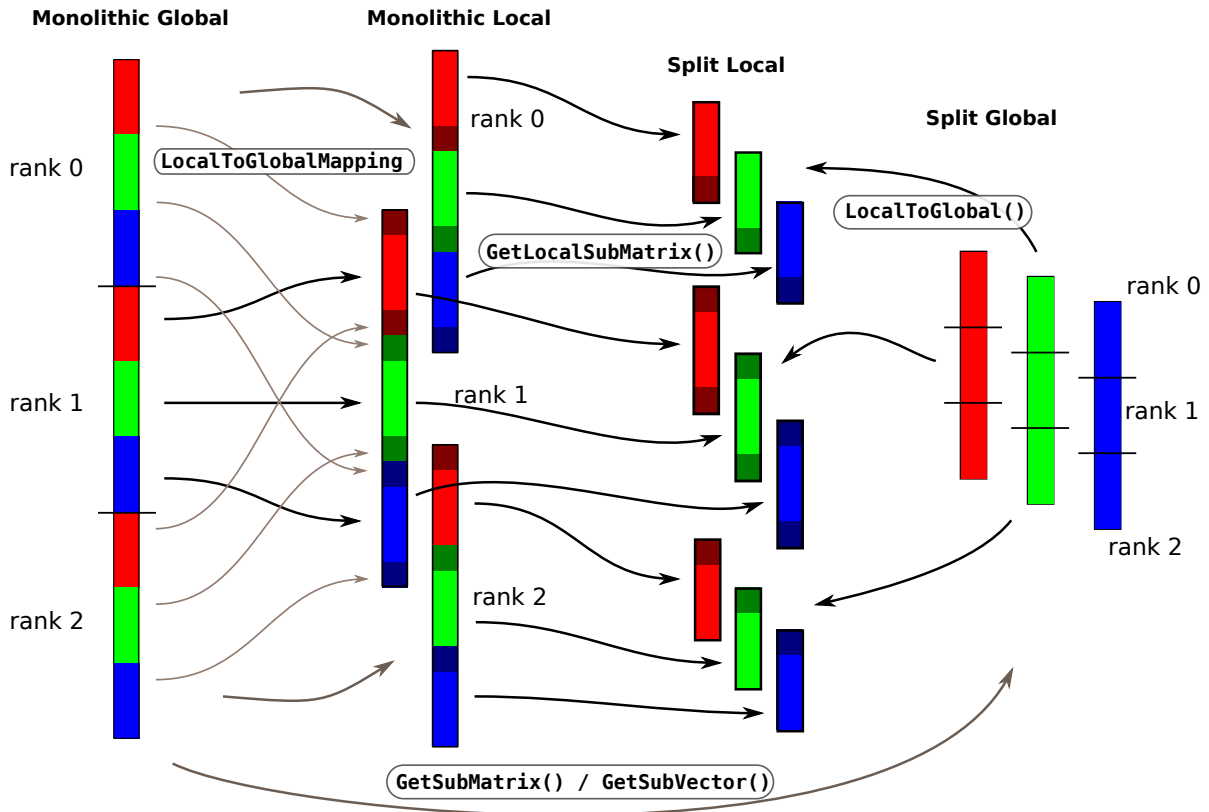 Monolithic Global
Monolithic Local
Split Local
Split Global
rank 0
LocalToGlobalMapping
rank 0
GetLocalSubMatrix()
LocalToGlobal()
rank 0
rank 1
rank 1
rank 1
rank 2
rank 2
rank 2
GetSubMatrix() / GetSubVector()